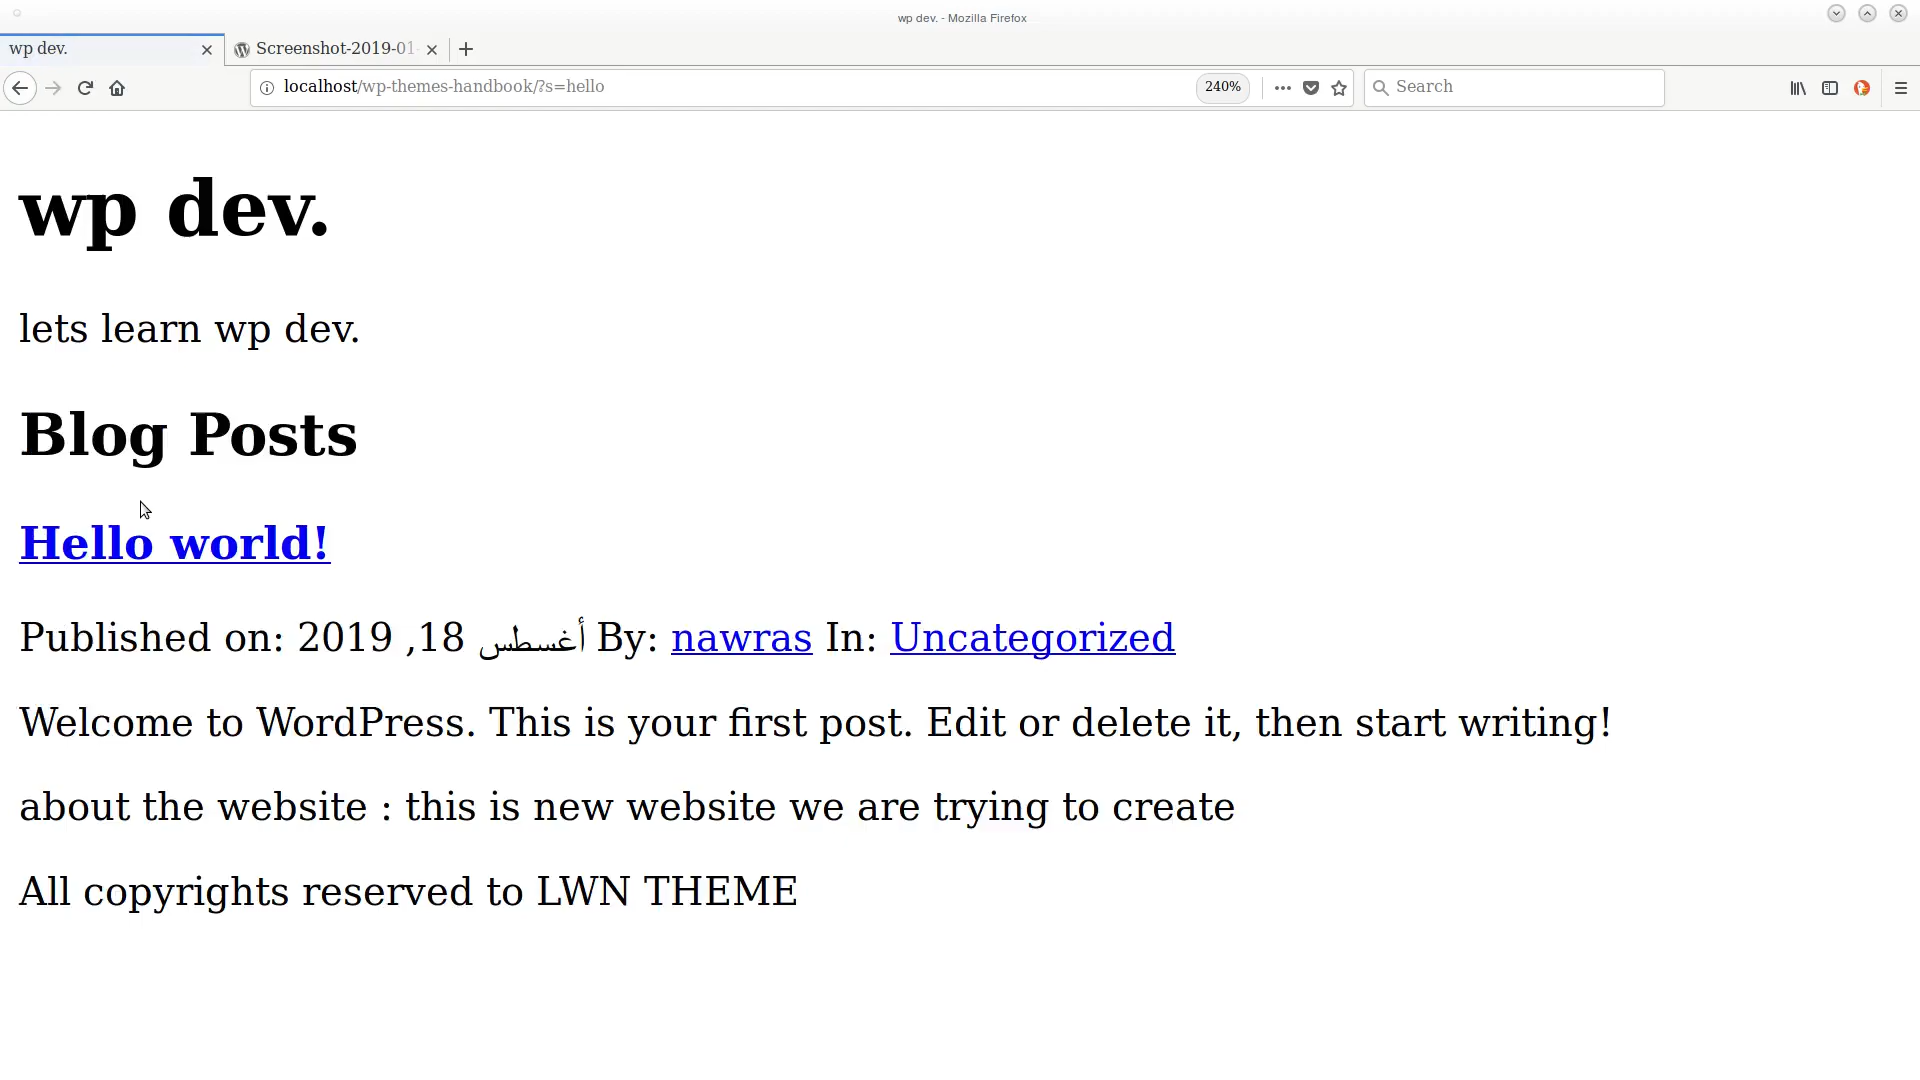 wp dev. - Mozilla Firefox
wp dev.
Screenshot-2019-01-
localhost/wp-themes-handbook/?s=hello
240%
Search
wp dev.
lets learn wp dev.
Blog Posts
Hello world!
Published on: أغسطس 18, 2019 By: nawras In: Uncategorized
Welcome to WordPress. This is your first post. Edit or delete it, then start writing!
about the website : this is new website we are trying to create
All copyrights reserved to LWN THEME